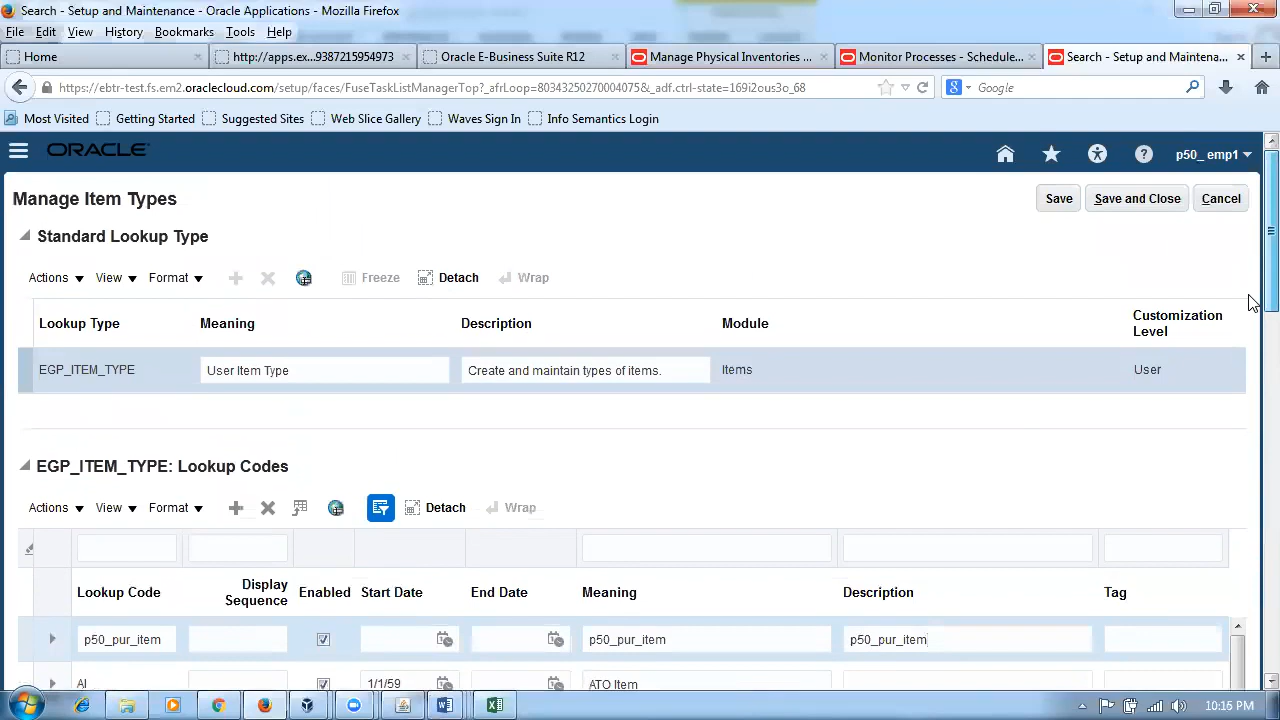 Search - Setup and Maintenance - Oracle Applications - Mozilla Firefox
File Edit View History Bookmarks Tools Help
Home http://apps.ex...9387215954973 Oracle E-Business Suite R12 Manage Physical Inventories ... Monitor Processes - Schedule... Search - Setup and Maintena...
https://ebtr-test.fs.em2.oraclecloud.com/setup/faces/FuseTaskListManagerTop?_afrLoop=80343250270004075&_adf.ctrl-state=169i2ous3o_68 Google
Most Visited Getting Started Suggested Sites Web Slice Gallery Waves Sign In Info Semantics Corporation
ORACLE p50_ emp1
Manage Item Types Save Save and Close Cancel
Standard Lookup Type
Actions View Format Freeze Detach Wrap
Lookup Type Meaning Description Module Customization Level
EGP_ITEM_TYPE User Item Type Create and maintain types of items. Items User
EGP_ITEM_TYPE: Lookup Codes
Actions View Format Detach Wrap
Lookup Code Display Sequence Enabled Start Date End Date Meaning Description Tag
p50_pur_item p50_pur_item p50_pur_item
AI 1/1/59 ATO Item
10:16 PM